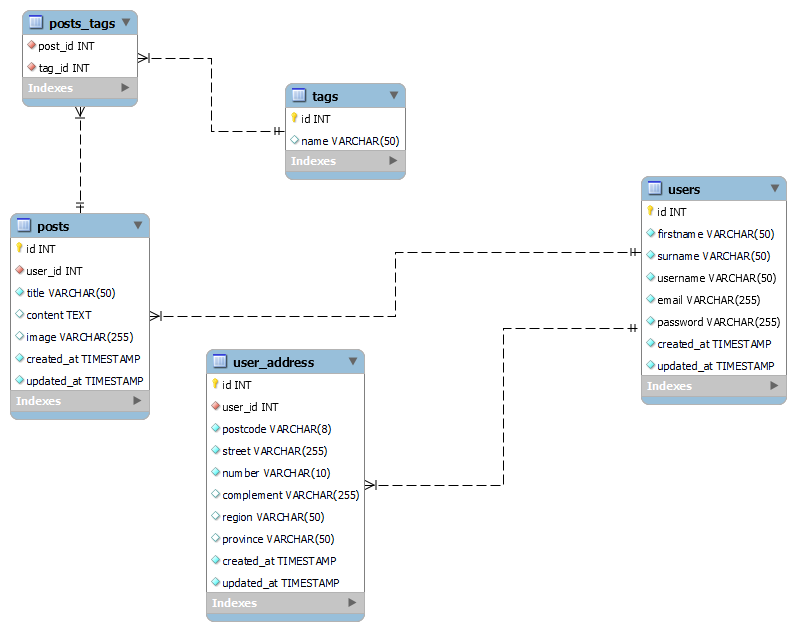 posts_tags
post_id INT
tag_id INT
Indexes
tags
id INT
name VARCHAR(50)
Indexes
users
id INT
firstname VARCHAR(50)
surname VARCHAR(50)
username VARCHAR(50)
email VARCHAR(255)
password VARCHAR(255)
created_at TIMESTAMP
updated_at TIMESTAMP
Indexes
posts
id INT
user_id INT
title VARCHAR(50)
content TEXT
image VARCHAR(255)
created_at TIMESTAMP
updated_at TIMESTAMP
Indexes
user_address
id INT
user_id INT
postcode VARCHAR(8)
street VARCHAR(255)
number VARCHAR(10)
complement VARCHAR(255)
region VARCHAR(50)
province VARCHAR(50)
created_at TIMESTAMP
updated_at TIMESTAMP
Indexes